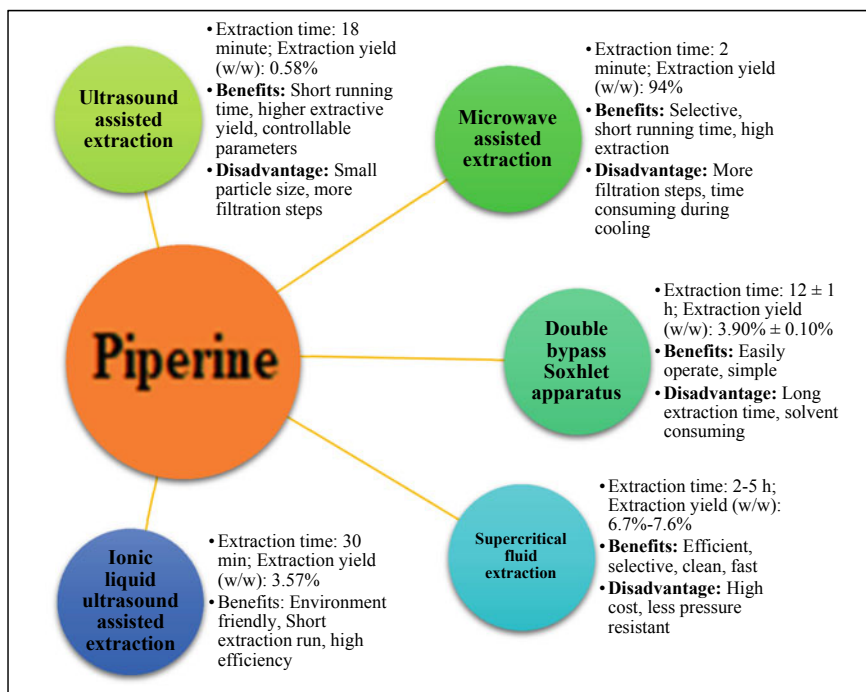 Ultrasound
assisted
extraction
• Extraction time: 18
minute; Extraction yield
(w/w): 0.58%
• Benefits: Short running
time, higher extractive
yield, controllable
parameters
• Disadvantage: Small
particle size, more
filtration steps
Microwave
assisted
extraction
• Extraction time: 2
minute; Extraction yield
(w/w): 94%
• Benefits: Selective,
short running time, high
extraction
• Disadvantage: More
filtration steps, time
consuming during
cooling
Piperine
Double
bypass
Soxhlet
apparatus
• Extraction time: 12 ± 1
h; Extraction yield
(w/w): 3.90% ± 0.10%
• Benefits: Easily
operate, simple
• Disadvantage: Long
extraction time, solvent
consuming
Supercritical
fluid
extraction
• Extraction time: 2-5 h;
Extraction yield (w/w):
6.7%-7.6%
• Benefits: Efficient,
selective, clean, fast
• Disadvantage: High
cost, less pressure
resistant
Ionic
liquid
ultrasound
assisted
extraction
• Extraction time: 30
min; Extraction yield
(w/w): 3.57%
• Benefits: Environment
friendly, Short
extraction run, high
efficiency